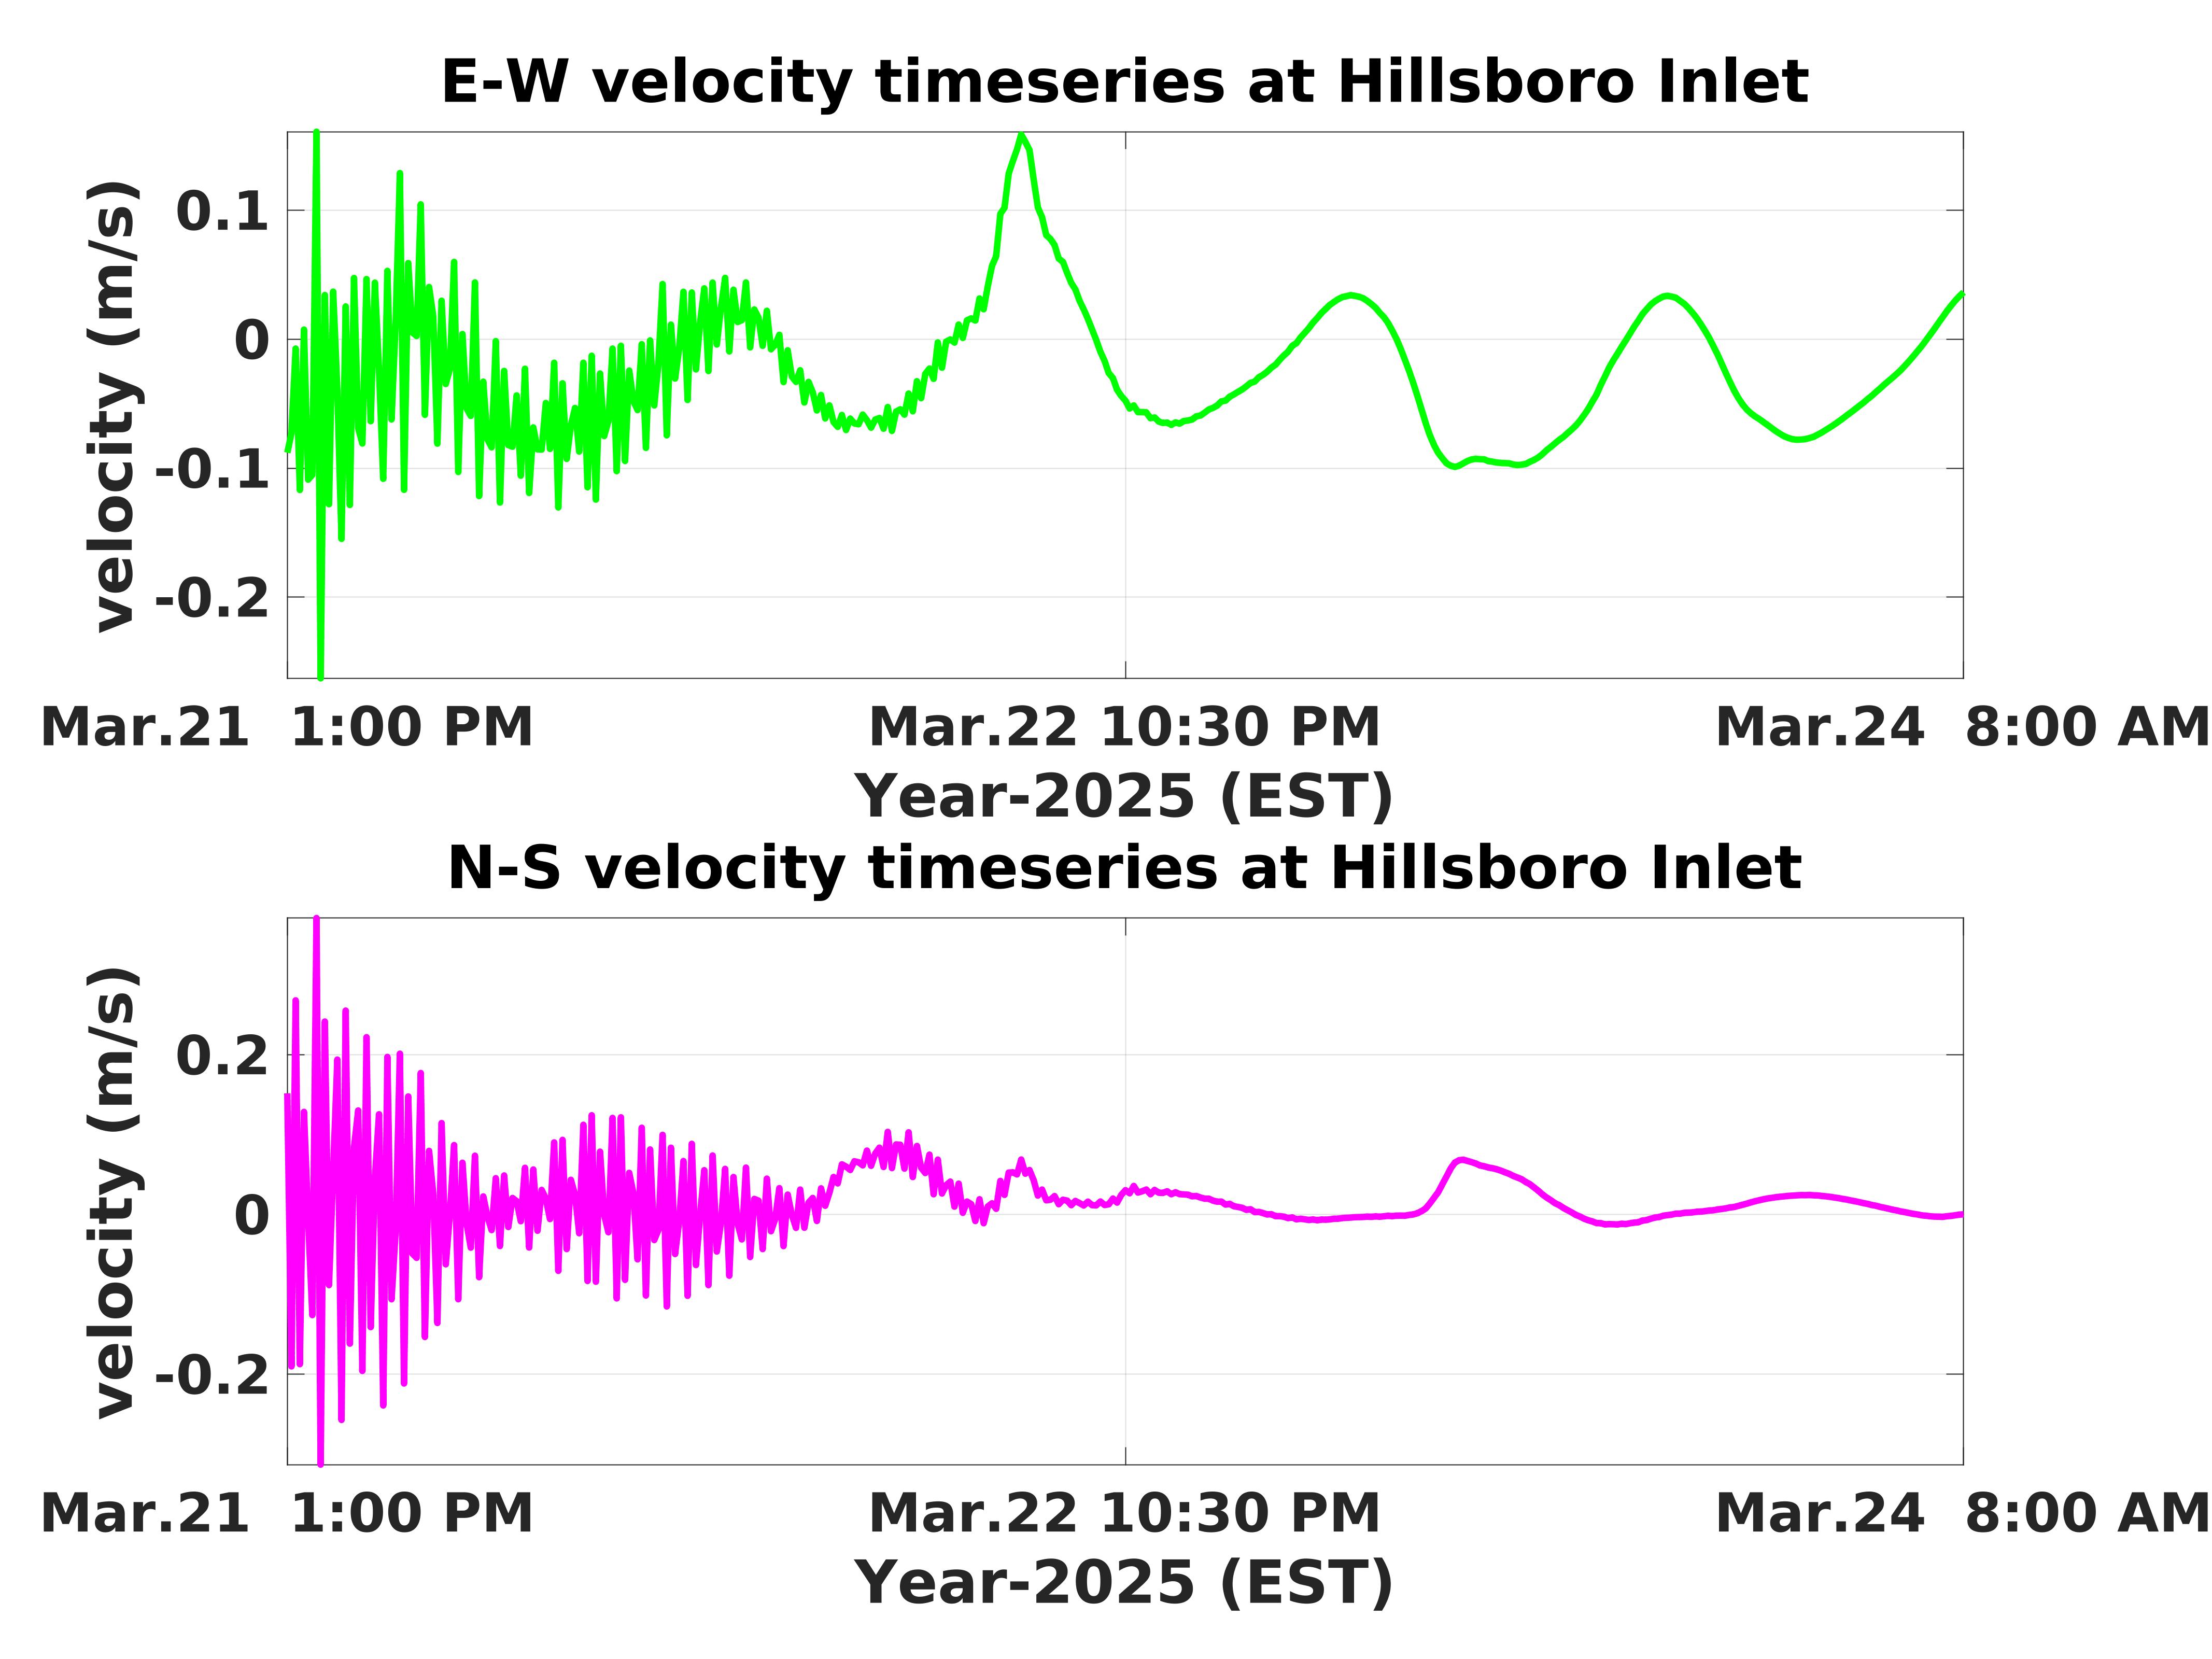 E-W velocity timeseries at Hillsboro Inlet
velocity (m/s)
0.1
0
-0.1
-0.2
Mar.21  1:00 PM
Mar.22 10:30 PM
Mar.24  8:00 AM
Year-2025 (EST)
N-S velocity timeseries at Hillsboro Inlet
velocity (m/s)
0.2
0
-0.2
Mar.21  1:00 PM
Mar.22 10:30 PM
Mar.24  8:00 AM
Year-2025 (EST)